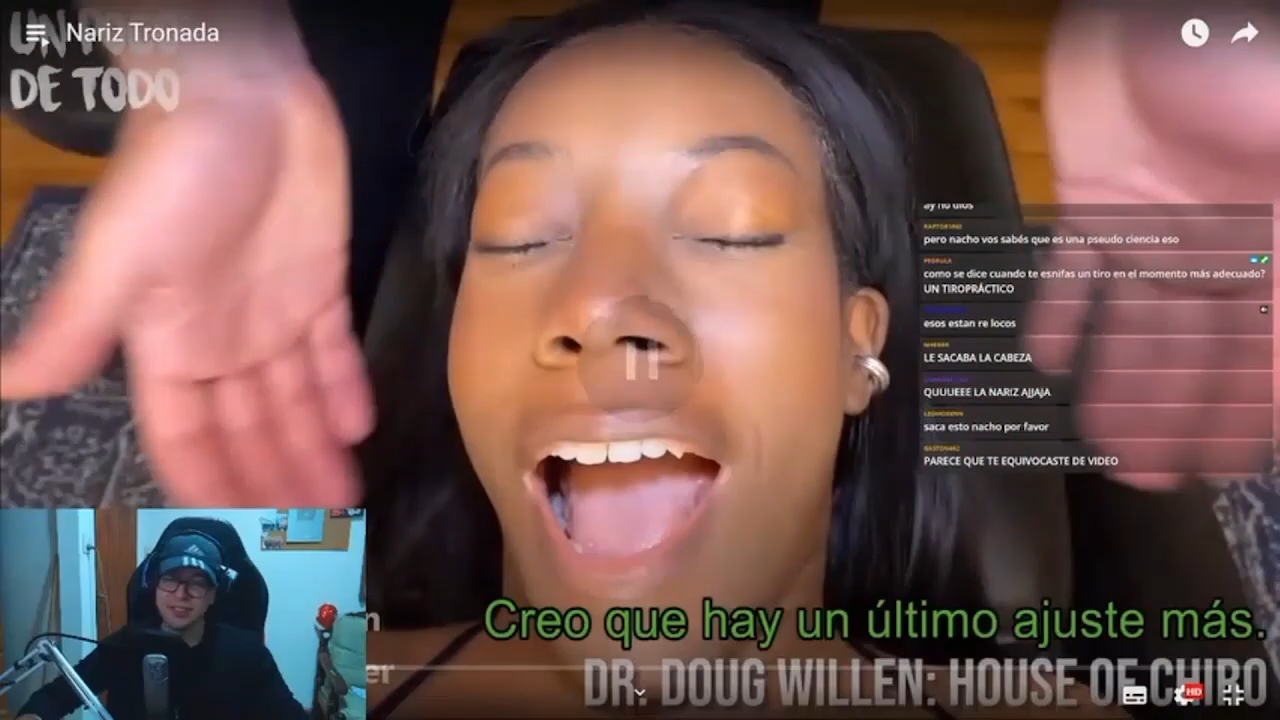 Nariz Tronada
DE TODO
ay no dios
pero nacho vos sabés que es una pseudo ciencia eso
PEDRULA
como se dice cuando te esnifas un tiro en el momento más adecuado?
UN TIROPRÁCTICO
esos estan re locos
LE SACABA LA CABEZA
QUUUEEE LA NARIZ AJJAJA
saca esto nacho por favor
PARECE QUE TE EQUIVOCASTE DE VIDEO
Creo que hay un último ajuste más.
DR. DOUG WILLEN: HOUSE OF CHIRO
HD